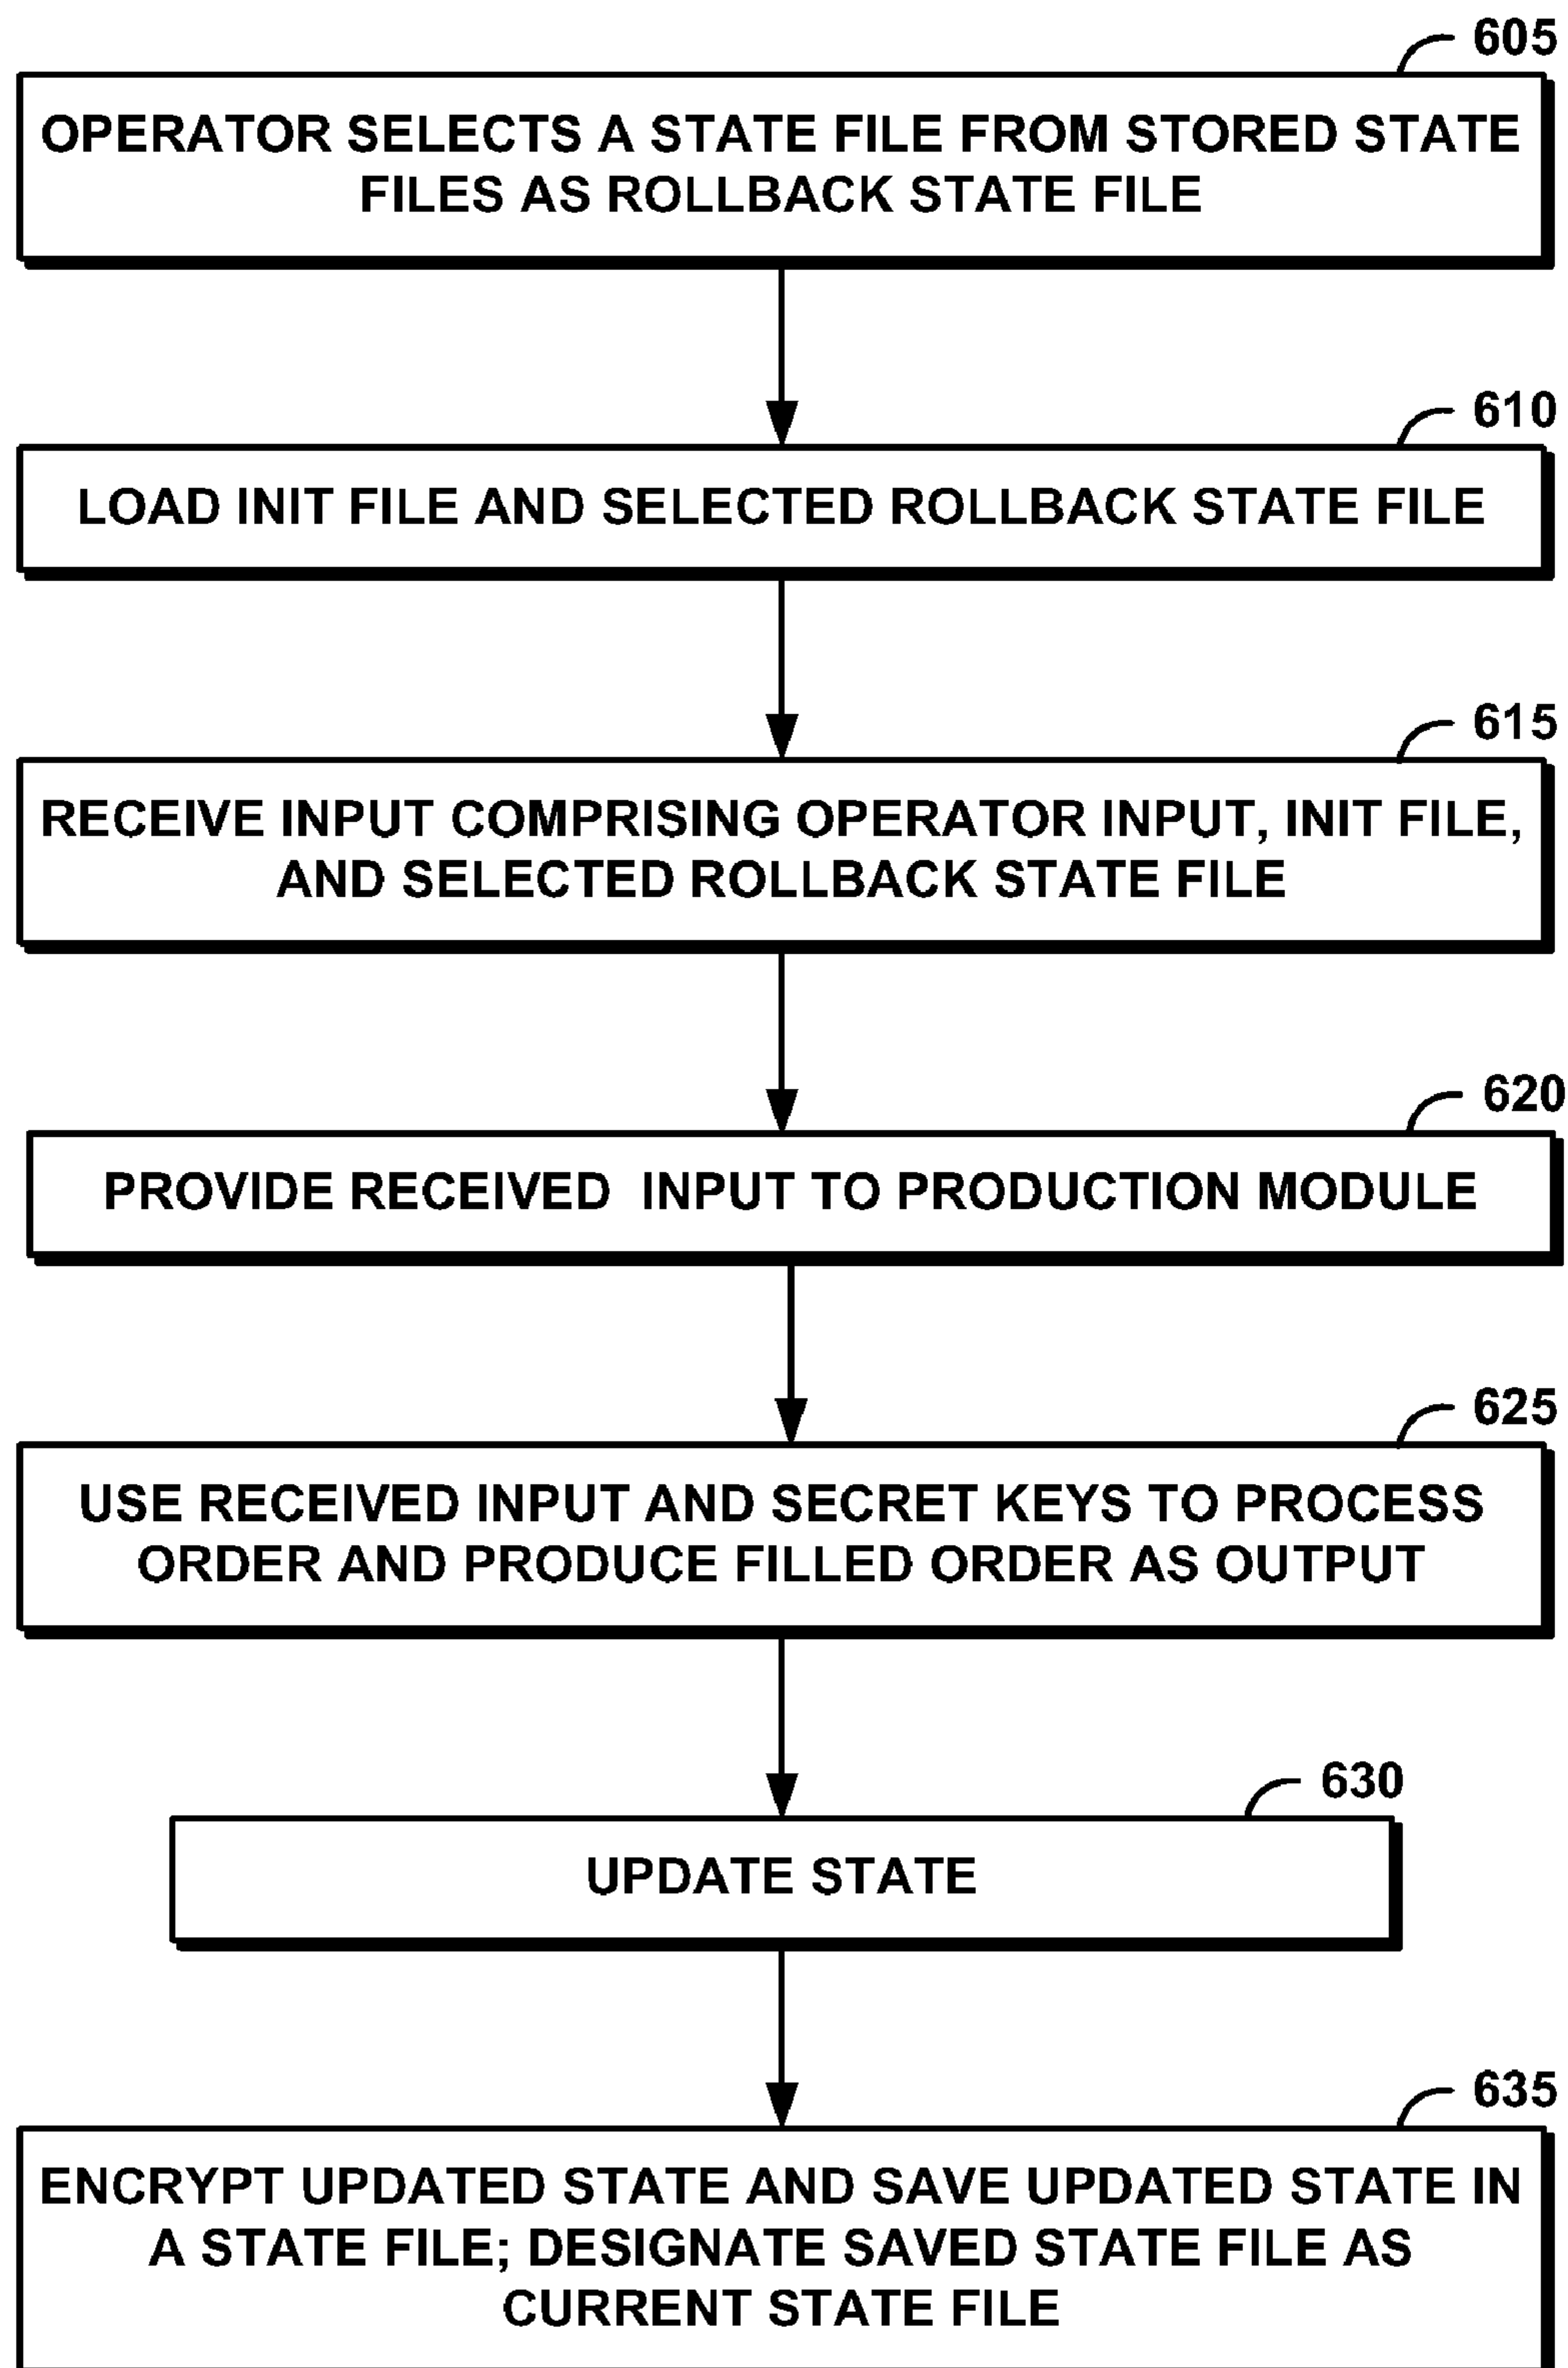 605
OPERATOR SELECTS A STATE FILE FROM STORED STATE
FILES AS ROLLBACK STATE FILE
610
LOAD INIT FILE AND SELECTED ROLLBACK STATE FILE
615
RECEIVE INPUT COMPRISING OPERATOR INPUT, INIT FILE,
AND SELECTED ROLLBACK STATE FILE
620
PROVIDE RECEIVED INPUT TO PRODUCTION MODULE
625
USE RECEIVED INPUT AND SECRET KEYS TO PROCESS
ORDER AND PRODUCE FILLED ORDER AS OUTPUT
630
UPDATE STATE
635
ENCRYPT UPDATED STATE AND SAVE UPDATED STATE IN
A STATE FILE; DESIGNATE SAVED STATE FILE AS
CURRENT STATE FILE